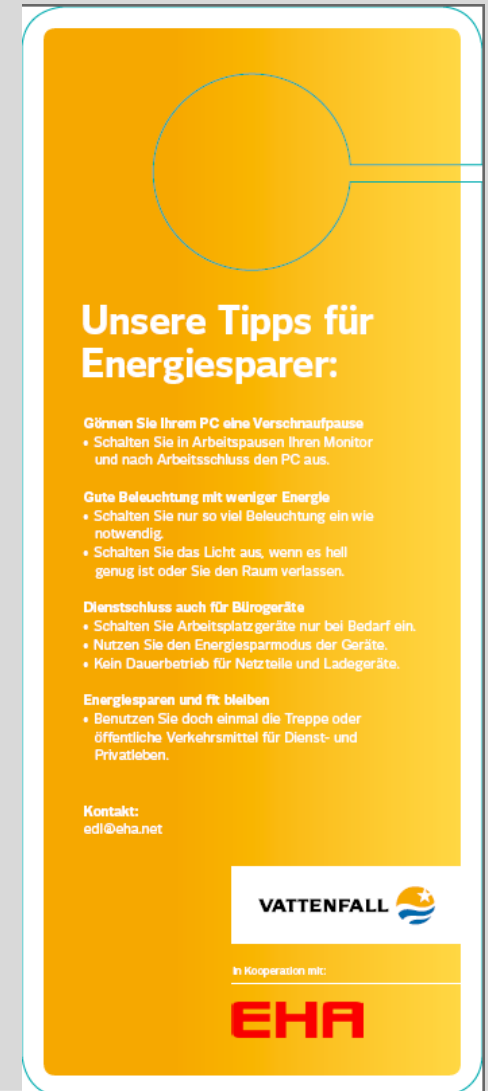 Unsere Tipps für
Energiesparer:
Gönnen Sie Ihrem PC eine Verschnaufpause
• Schalten Sie in Arbeitspausen Ihren Monitor
und nach Arbeitsschluss den PC aus.
Gute Beleuchtung mit weniger Energie
• Schalten Sie nur so viel Beleuchtung ein wie
notwendig.
• Schalten Sie das Licht aus, wenn es hell
genug ist oder Sie den Raum verlassen.
Dienstschluss auch für Bürogeräte
• Schalten Sie Arbeitsplatzgeräte nur bei Bedarf ein.
• Nutzen Sie den Energiesparmodus der Geräte.
• Kein Dauerbetrieb für Netzteile und Ladegeräte.
Energiesparen und fit bleiben
• Benutzen Sie doch einmal die Treppe oder
öffentliche Verkehrsmittel für Dienst- und
Privatleben.
Kontakt:
edl@eha.net
VATTENFALL
In Kooperation mit:
EHA